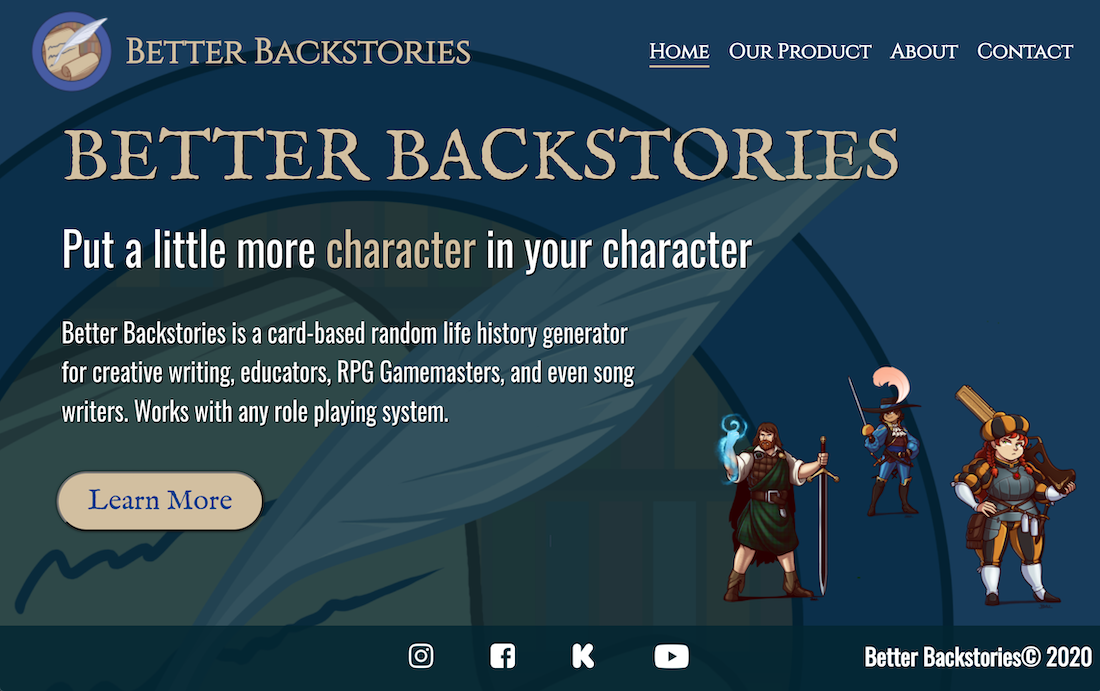 Better Backstories
Home Our Product About Contact
BETTER BACKSTORIES
Put a little more character in your character
Better Backstories is a card-based random life history generator
for creative writing, educators, RPG Gamemasters, and even song
writers. Works with any role playing system.
Learn More
Better Backstories© 2020